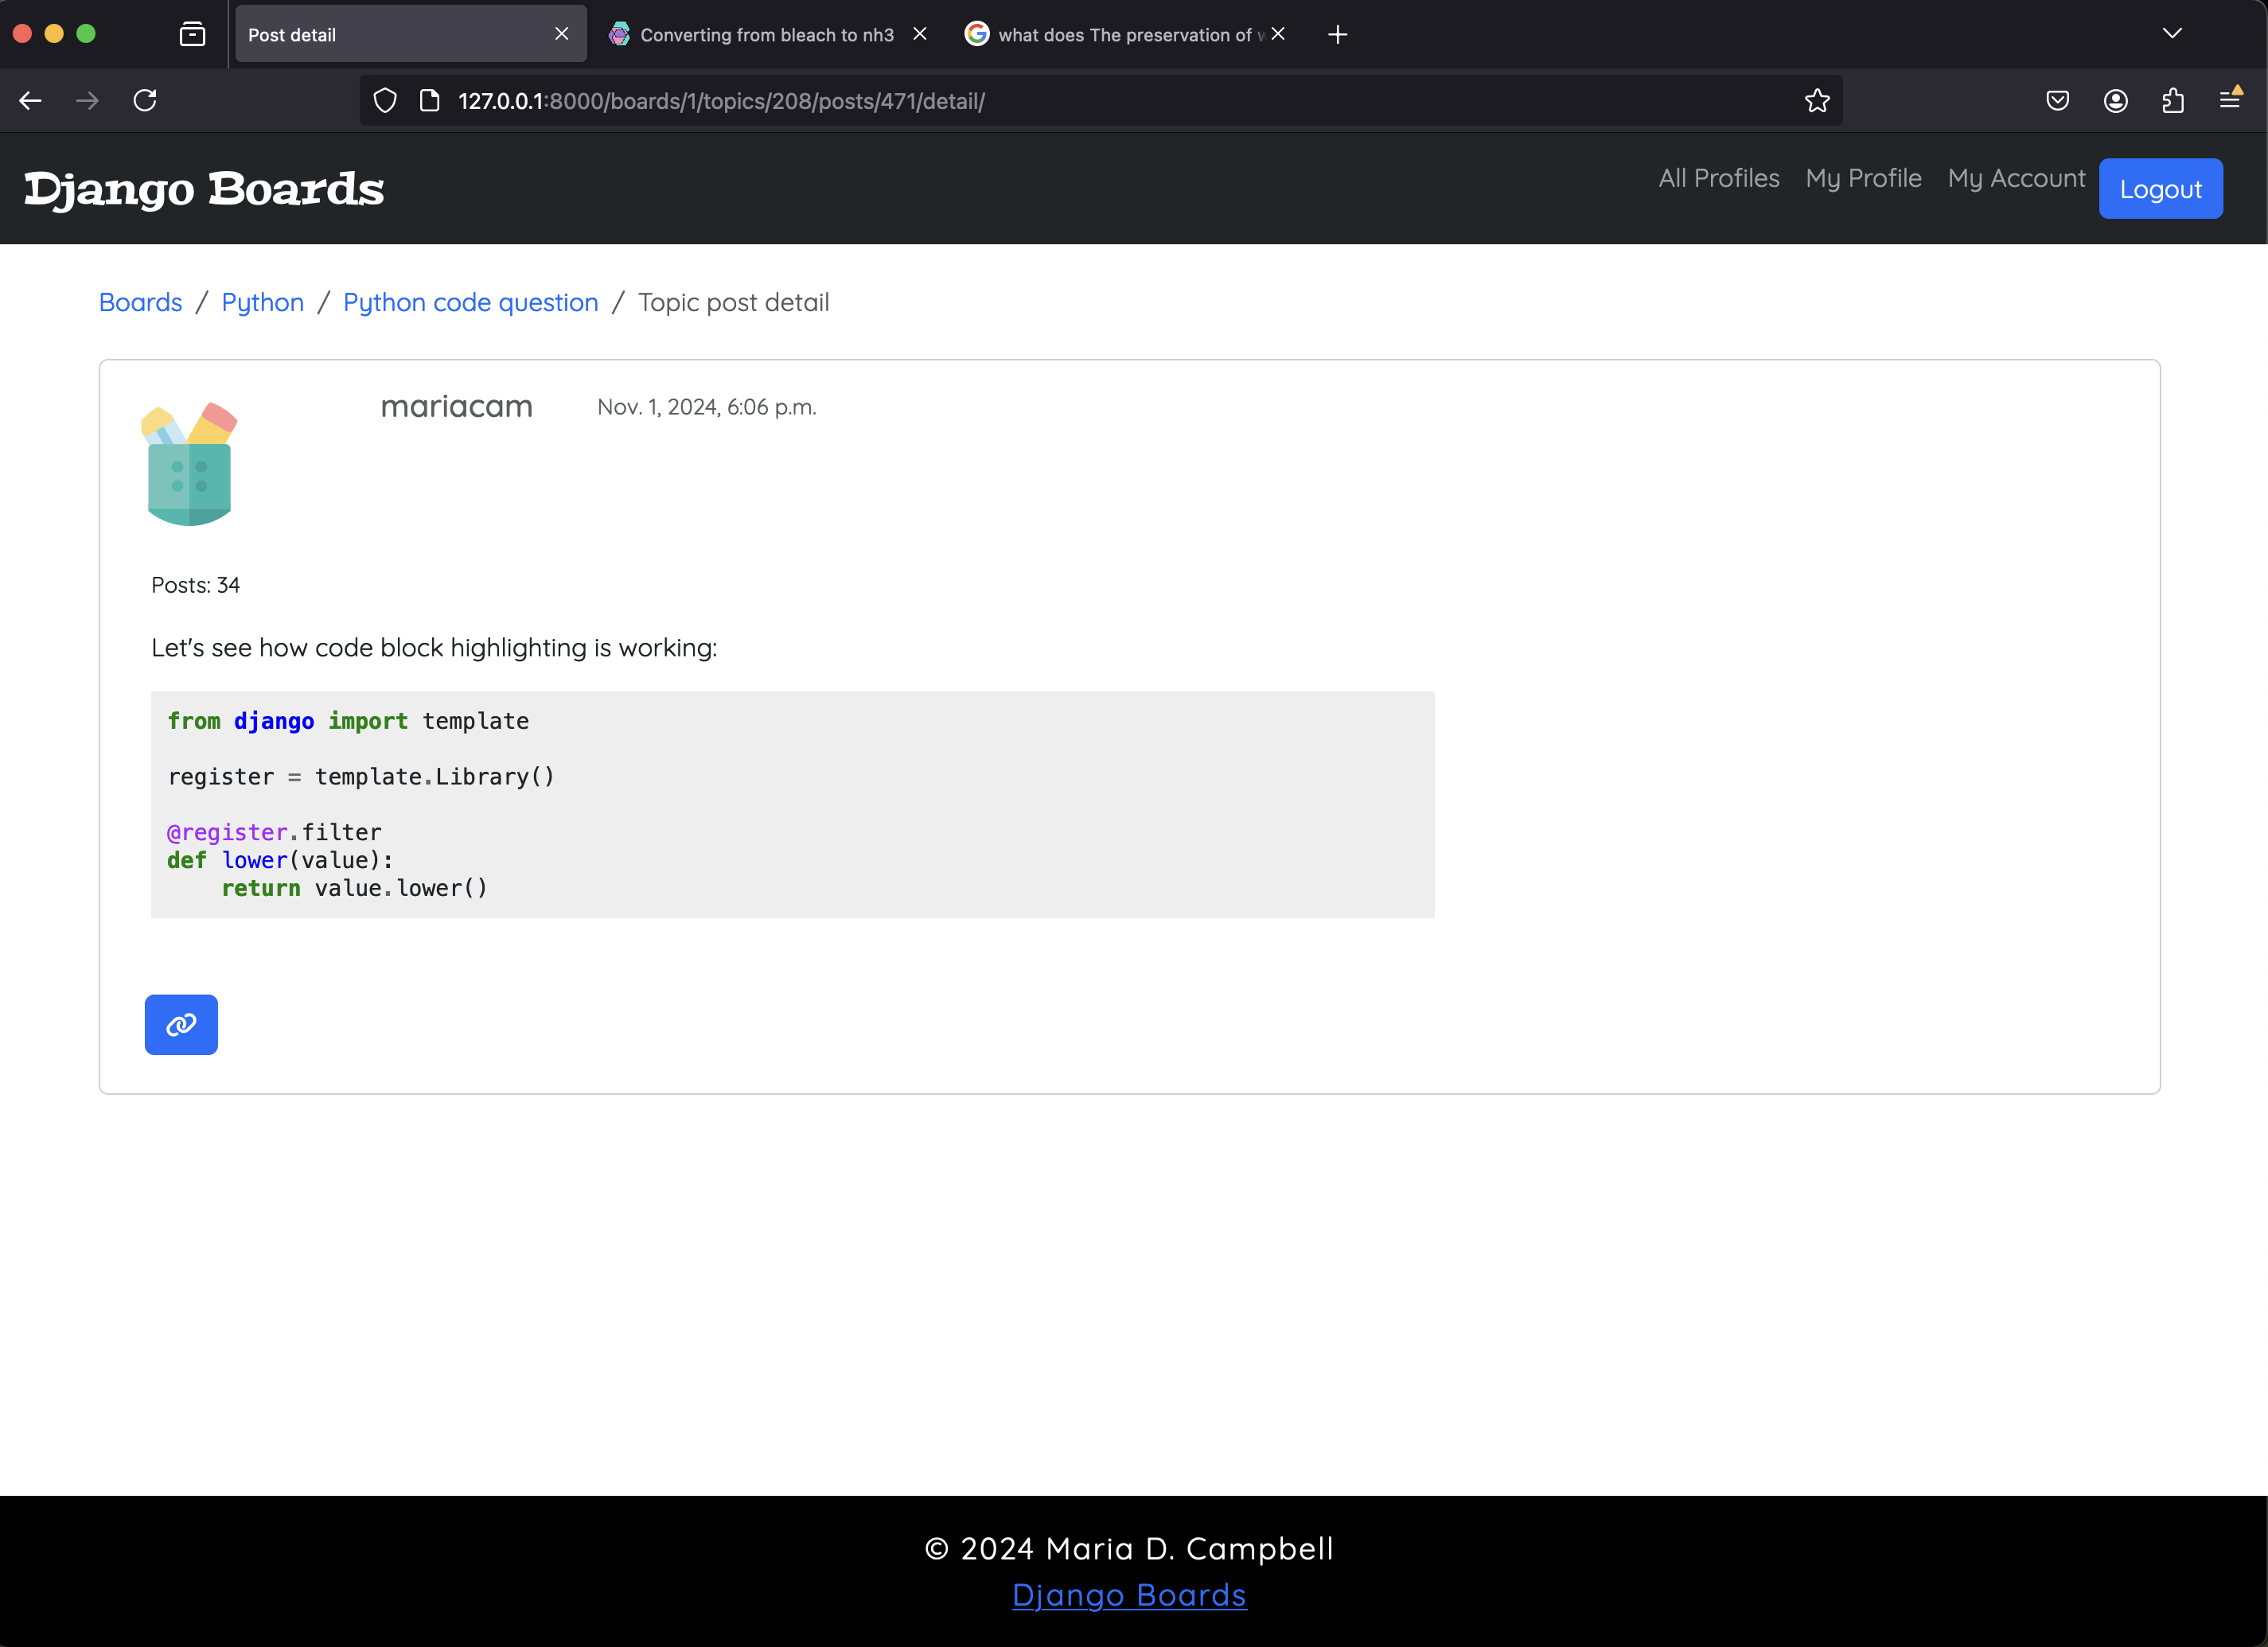 Post detail
Converting from bleach to nh3
what does The preservation of
127.0.0.1:8000/boards/1/topics/208/posts/471/detail/
Django Boards
All Profiles My Profile My Account Logout
Boards / Python / Python code question / Topic post detail
mariacam Nov. 1, 2024, 6:06 p.m.
Posts: 34
Let's see how code block highlighting is working:
from django import template
register = template.Library()
@register.filter
def lower(value):
    return value.lower()
© 2024 Maria D. Campbell
Django Boards